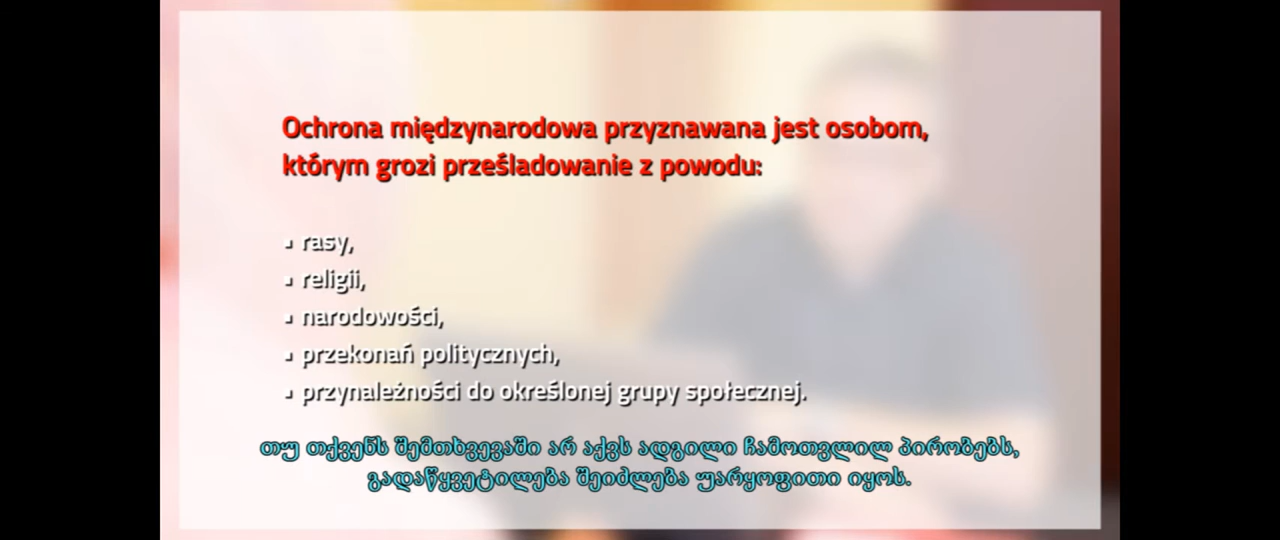 Ochrona międzynarodowa przyznawana jest osobom,
którym grozi prześladowanie z powodu:
▪ rasy,
▪ religii,
▪ narodowości,
▪ przekonań politycznych,
▪ przynależności do określonej grupy społecznej.
თუ თქვენს შემთხვევაში არ აქვს ადგილი ჩამოთვლილ პირობებს,
გადაწყვეტილება შეიძლება უარყოფითი იყოს.